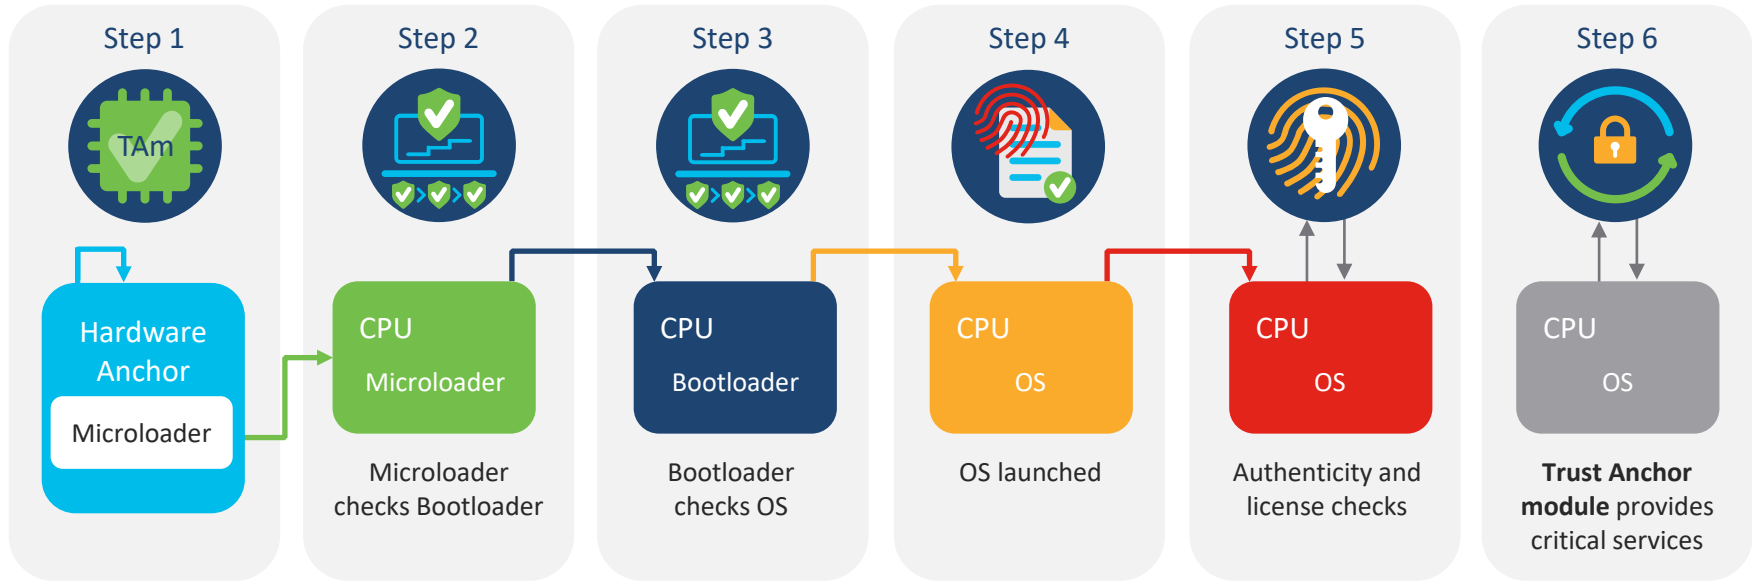 Step 1
TAm
Hardware
Anchor
Microloader
Step 2
CPU
Microloader
Microloader
checks Bootloader
Step 3
CPU
Bootloader
Bootloader
checks OS
Step 4
CPU
OS
OS launched
Step 5
CPU
OS
Authenticity and
license checks
Step 6
CPU
OS
Trust Anchor
module provides
critical services